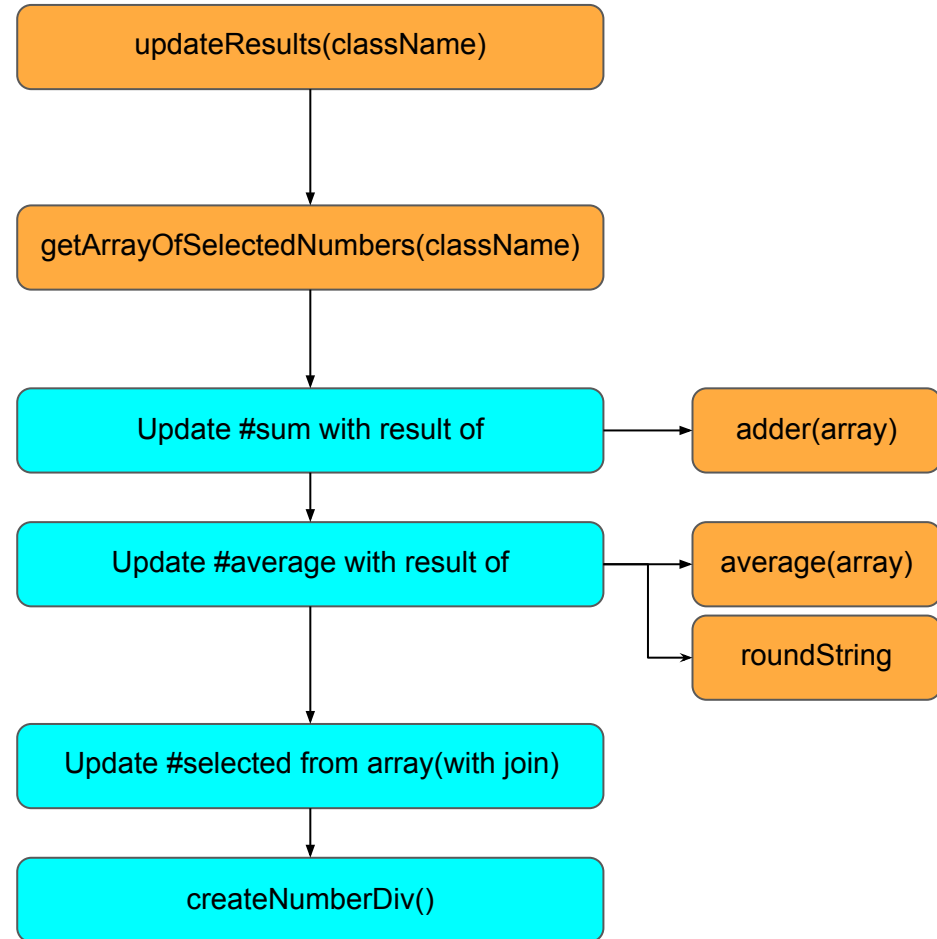 updateResults(className)
getArrayOfSelectedNumbers(className)
Update #sum with result of
adder(array)
Update #average with result of
average(array)
roundString
Update #selected from array(with join)
createNumberDiv()